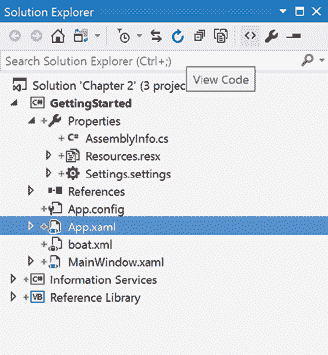 Solution Explorer
Search Solution Explorer (Ctrl+;)
View Code
Solution 'Chapter 2' (3 projec
C# GettingStarted
Properties
C# AssemblyInfo.cs
Resources.resx
Settings.settings
References
App.config
App.xaml
boat.xml
MainWindow.xaml
C# Information Services
VB Reference Library